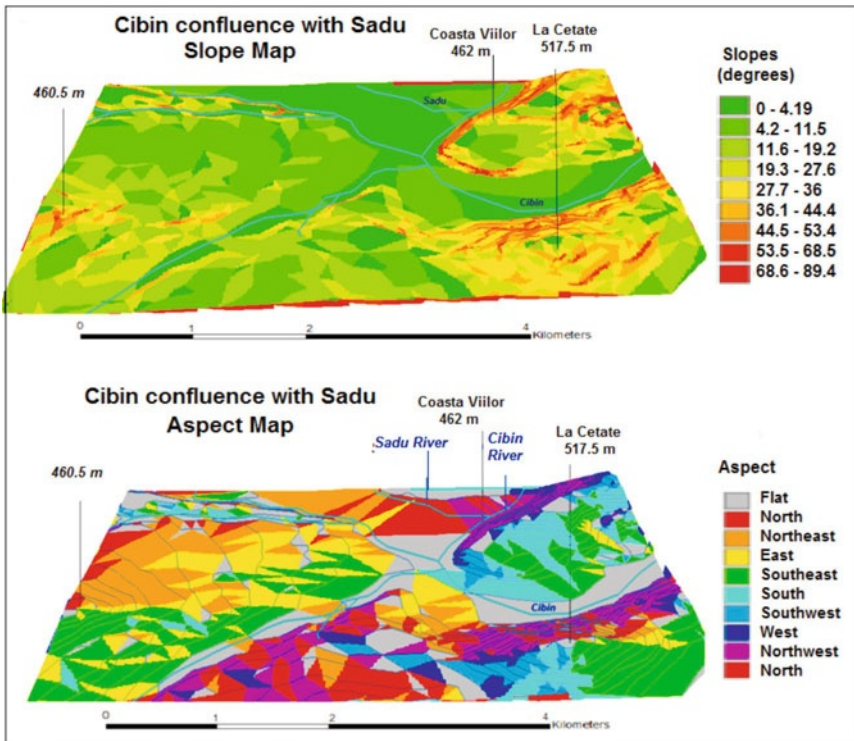 Cibin confluence with Sadu
Slope Map
Coasta Viilor
462 m
La Cetate
517.5 m
460.5 m
Sadu
Cibin
Slopes
(degrees)
0 - 4.19
4.2 - 11.5
11.6 - 19.2
19.3 - 27.6
27.7 - 36
36.1 - 44.4
44.5 - 53.4
53.5 - 68.5
68.6 - 89.4
0 1 2 4
Kilometers
Cibin confluence with Sadu
Aspect Map
Coasta Viilor
462 m
Sadu River
Cibin
River
La Cetate
517.5 m
460.5 m
Cibin
Aspect
Flat
North
Northeast
East
Southeast
South
Southwest
West
Northwest
North
0 1 2 4
Kilometers